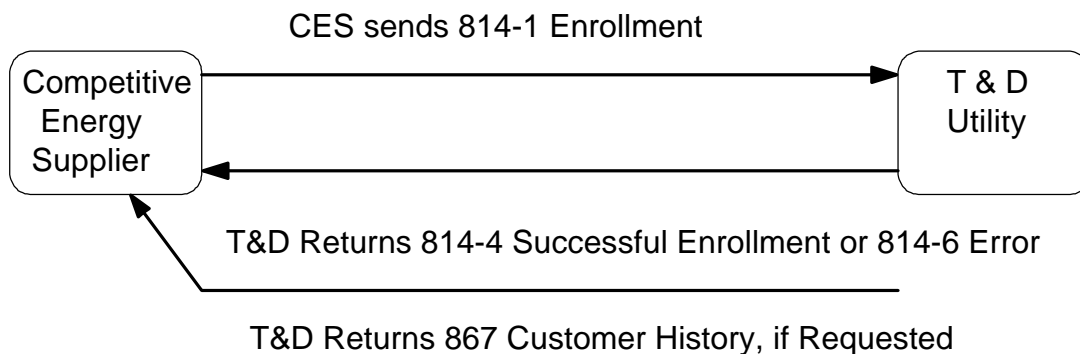 CES sends 814-1 Enrollment
Competitive
Energy
Supplier
T & D
Utility
T&D Returns 814-4 Successful Enrollment or 814-6 Error
T&D Returns 867 Customer History, if Requested